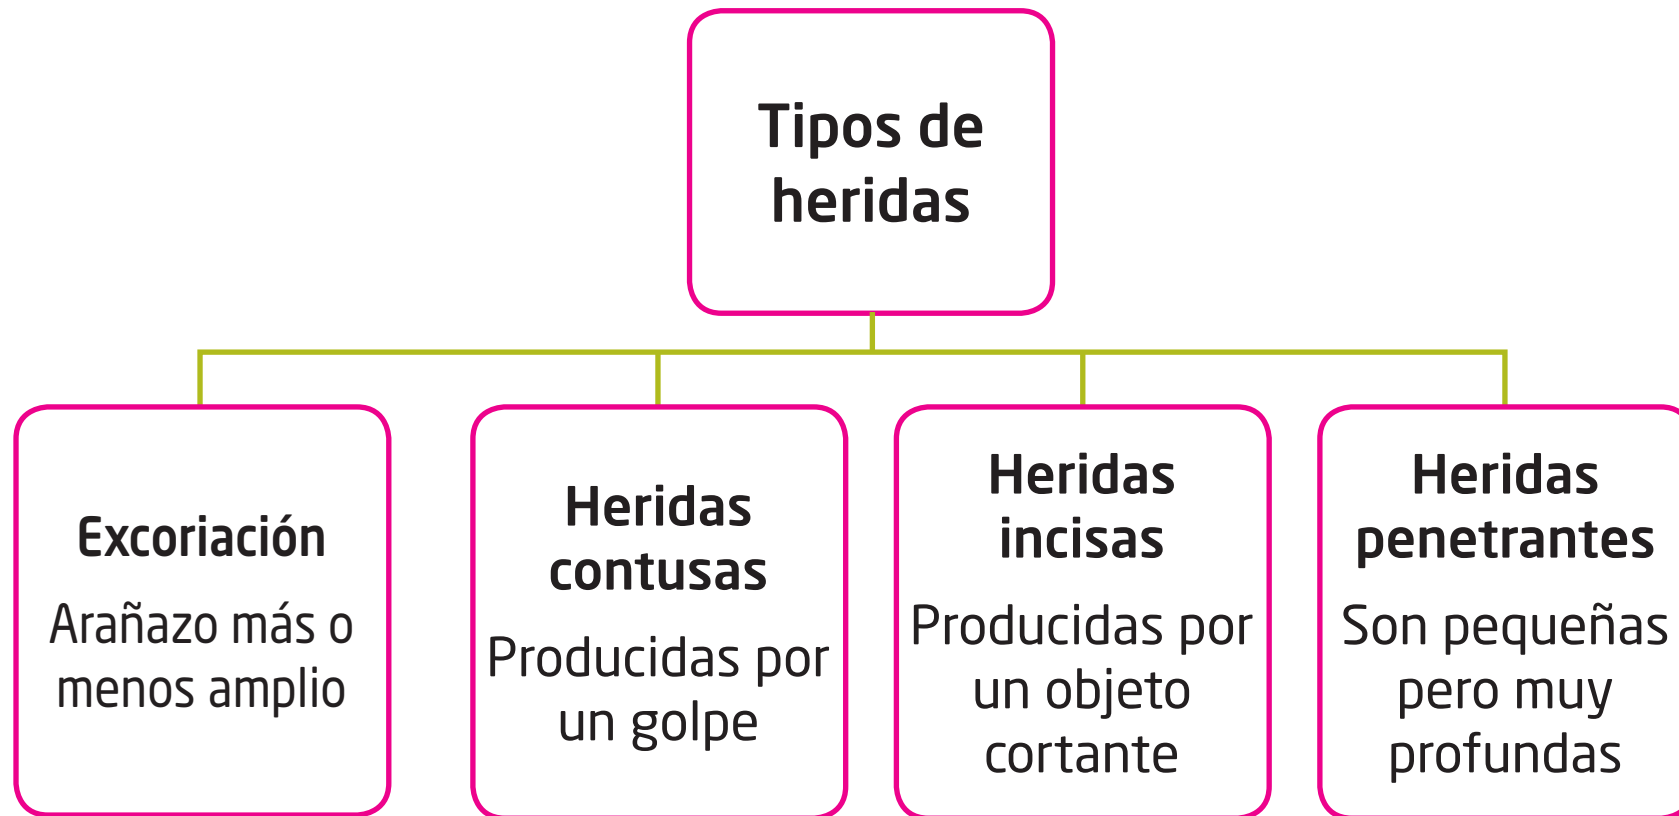 Tipos de
heridas
Excoriación
Arañazo más o
menos amplio
Heridas
contusas
Producidas por
un golpe
Heridas
incisas
Producidas por
un objeto
cortante
Heridas
penetrantes
Son pequeñas
pero muy
profundas